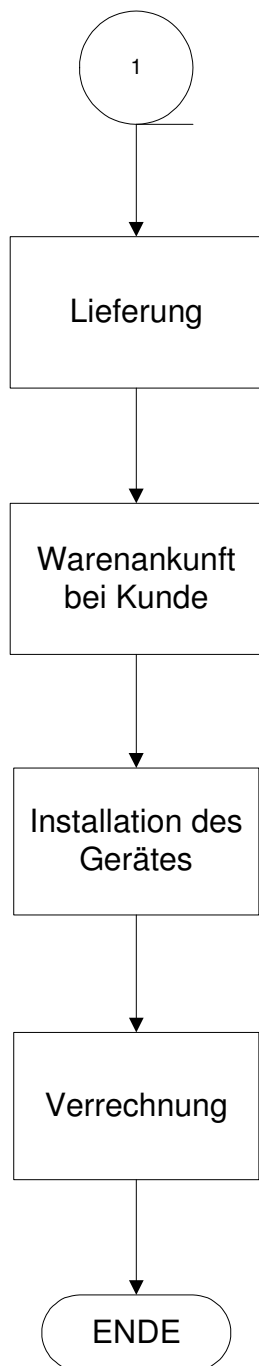 1
Lieferung
Warenankunft
bei Kunde
Installation des
Gerätes
Verrechnung
ENDE